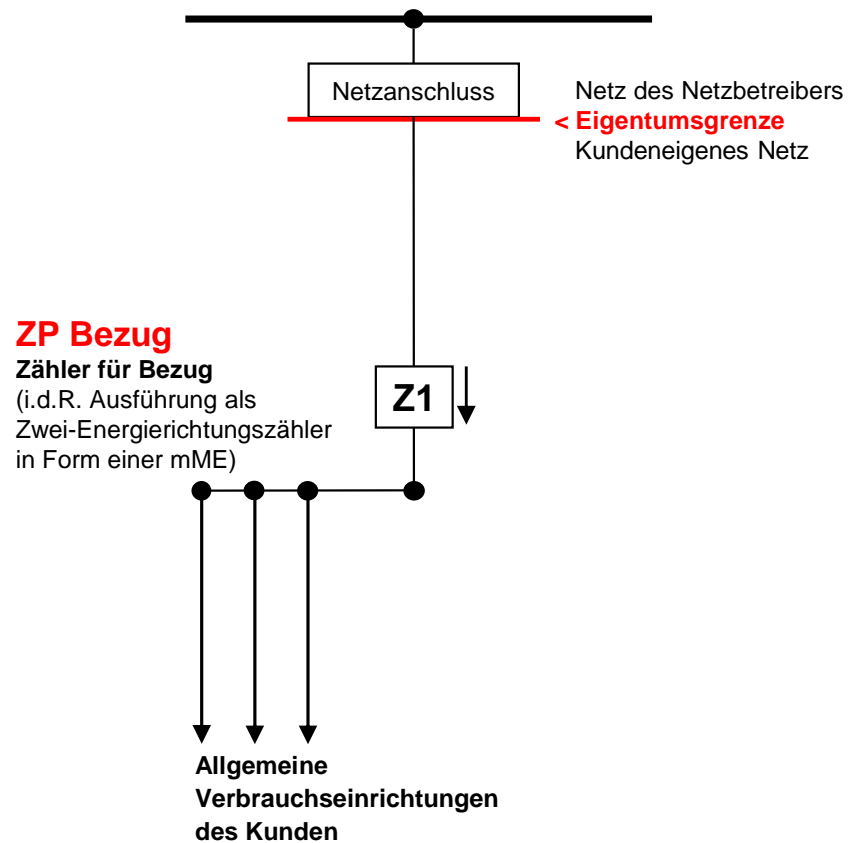 Netzanschluss
Netz des Netzbetreibers
< Eigentumsgrenze
Kundeneigenes Netz
ZP Bezug
Zähler für Bezug
(i.d.R. Ausführung als
Zwei-Energierichtungszähler
in Form einer mME)
Z1
Allgemeine
Verbrauchseinrichtungen
des Kunden